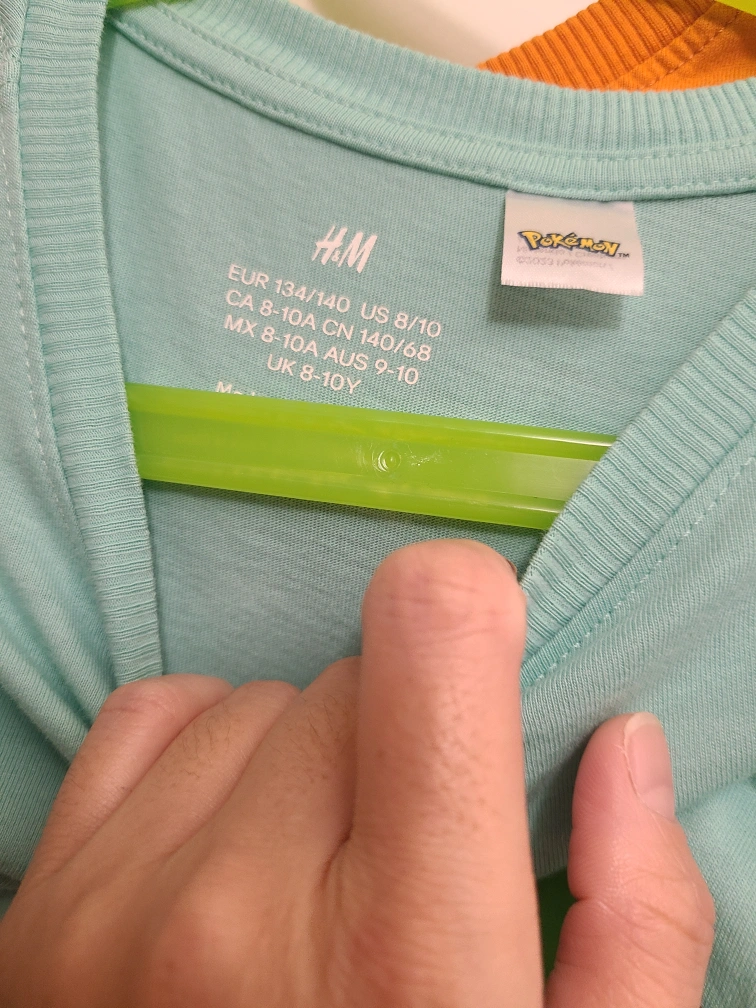 H&M
EUR 134/140 US 8/10
CA 8-10A CN 140/68
MX 8-10A AUS 9-10
UK 8-10Y
POKéMON™